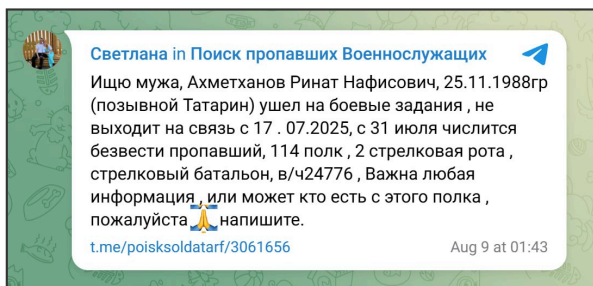 Светлана in Поиск пропавших Военнослужащих
Ищю мужа, Ахметханов Ринат Нафисович, 25.11.1988гр
(позывной Татарин) ушел на боевые задания , не
выходит на связь с 17 . 07.2025, с 31 июля числится
безвести пропавший, 114 полк , 2 стрелковая рота ,
стрелковый батальон, в/ч24776 , Важна любая
информация , или может кто есть с этого полка ,
пожалуйста 🙏 напишите.
t.me/poisksoldatarf/3061656 Aug 9 at 01:43